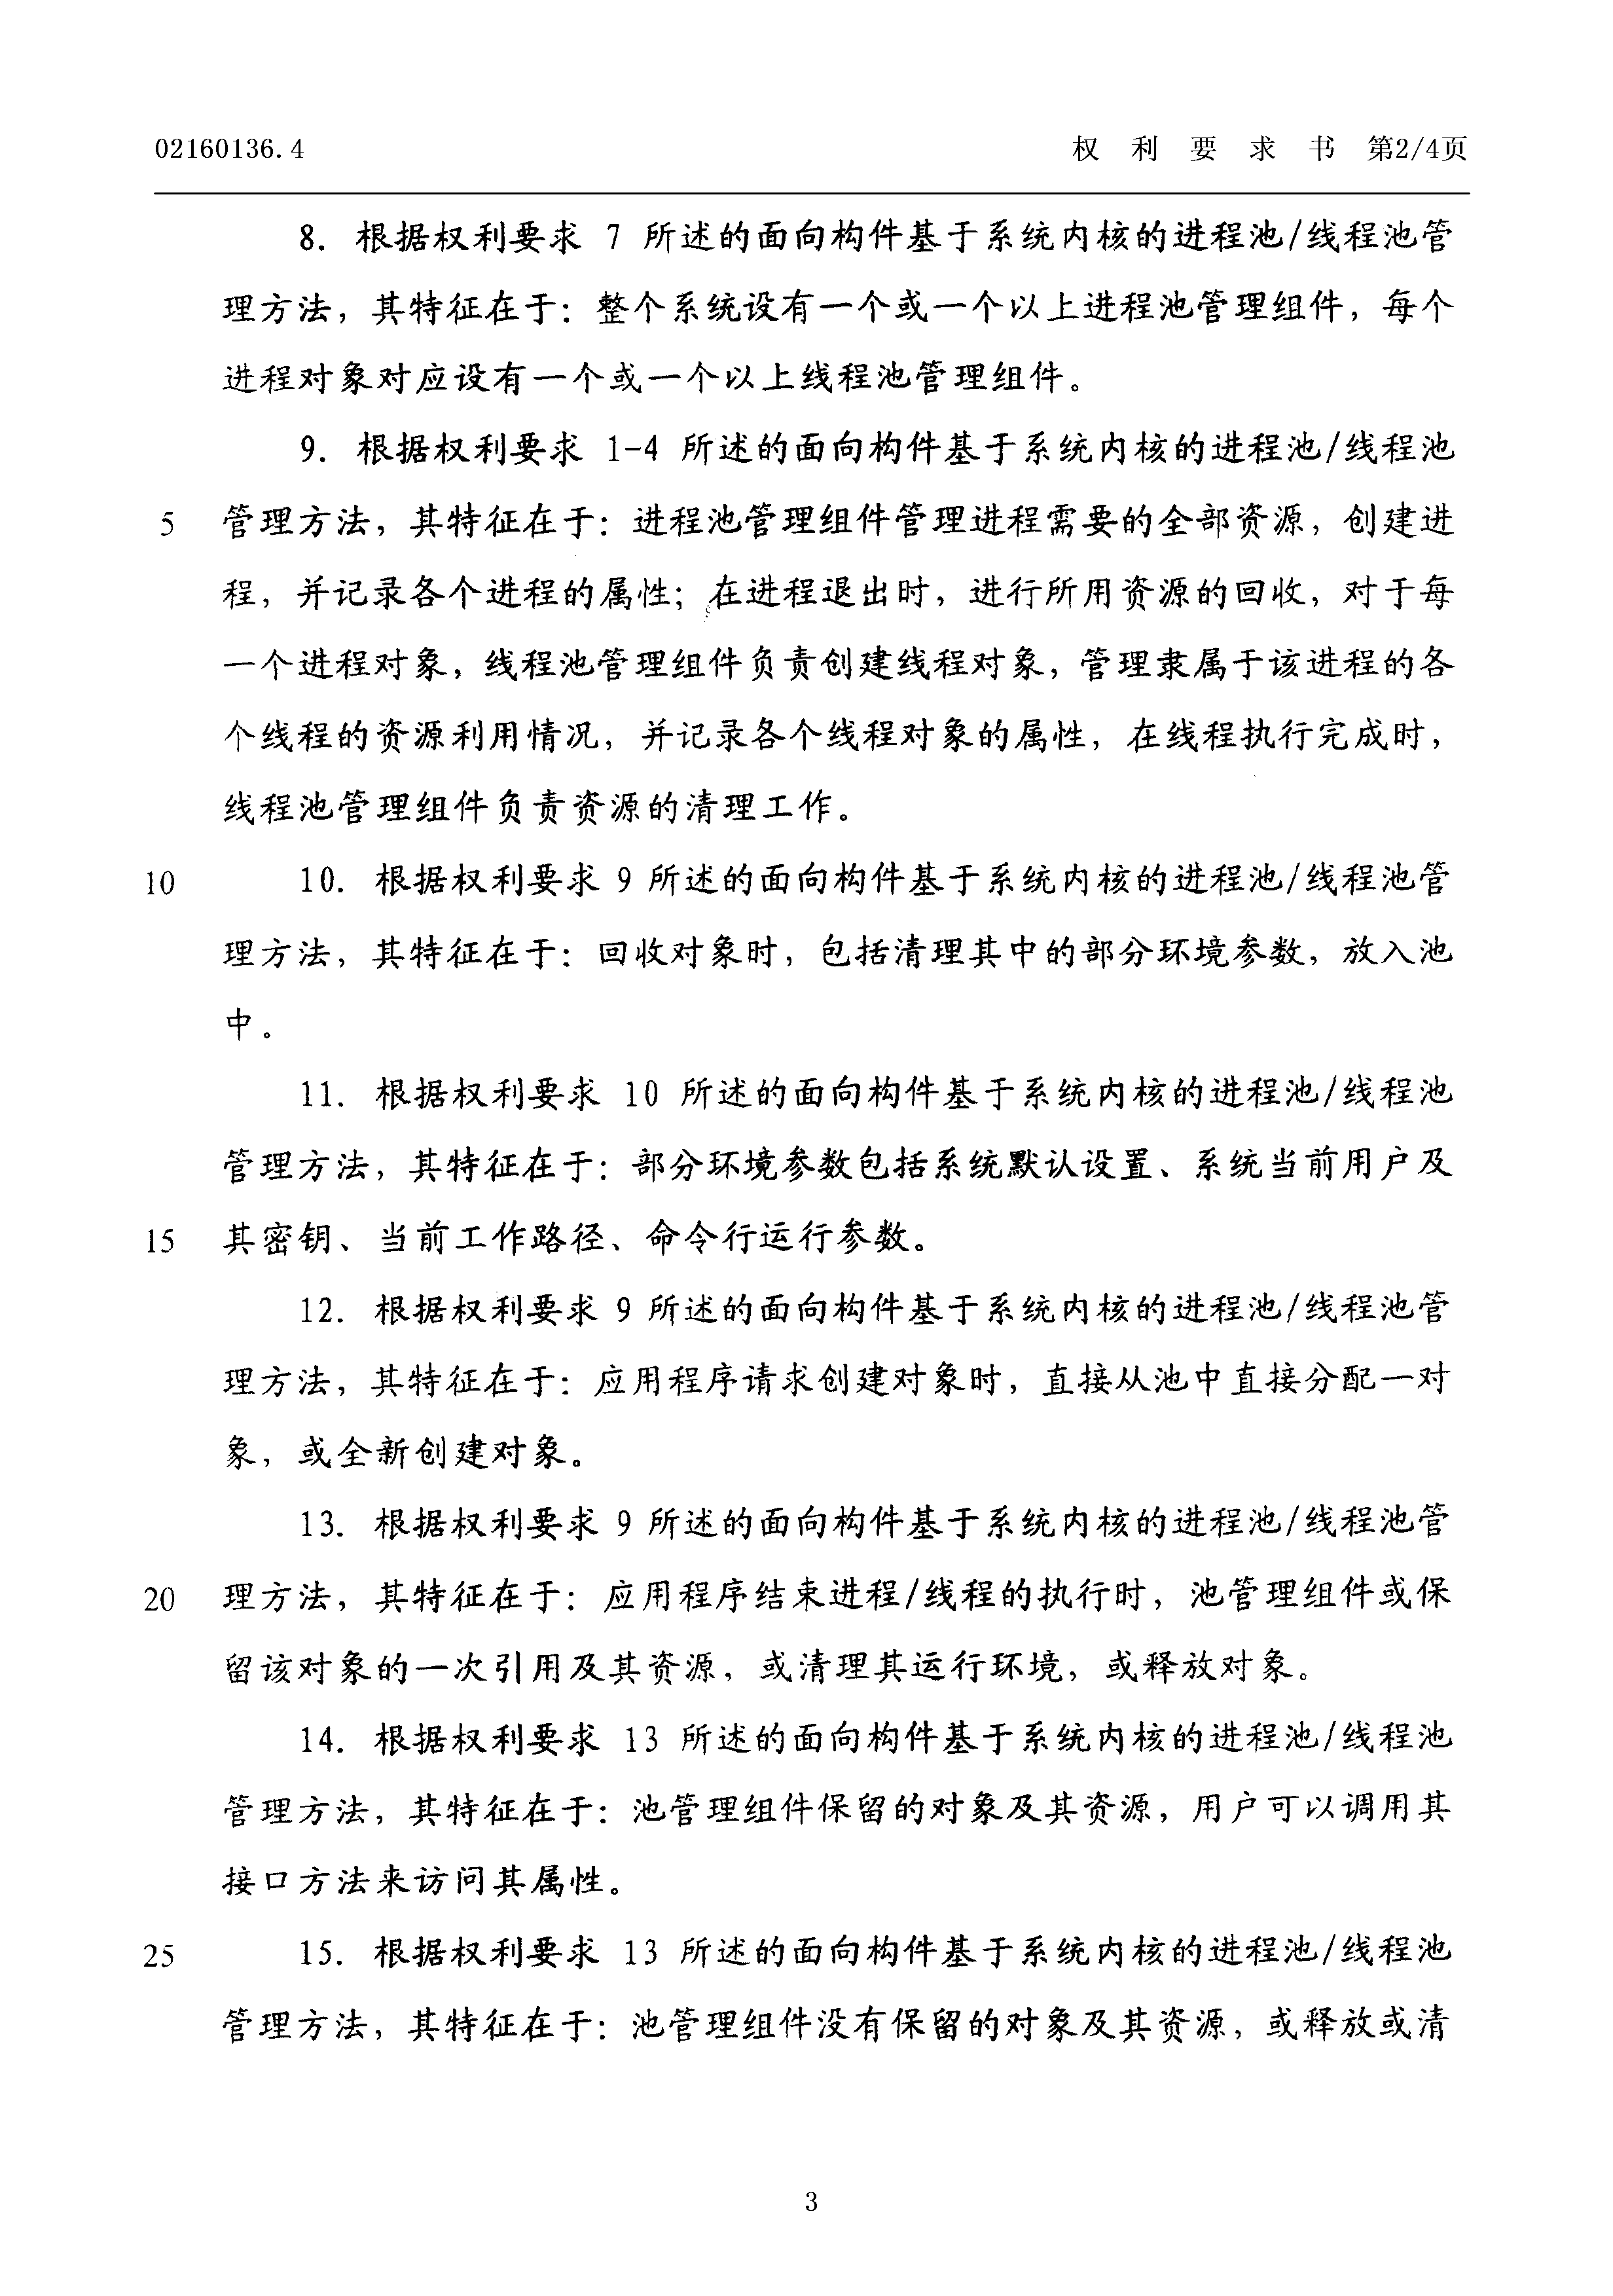 02160136.4 权 利 要 求 书 第2/4页
8. 根据权利要求 7 所述的面向构件基于系统内核的进程池/线程池管
理方法，其特征在于：整个系统设有一个或一个以上进程池管理组件，每个
进程对象对应设有一个或一个以上线程池管理组件。
9. 根据权利要求 1-4 所述的面向构件基于系统内核的进程池/线程池
5 管理方法，其特征在于：进程池管理组件管理进程需要的全部资源，创建进
程，并记录各个进程的属性；在进程退出时，进行所用资源的回收，对于每
一个进程对象，线程池管理组件负责创建线程对象，管理隶属于该进程的各
个线程的资源利用情况，并记录各个线程对象的属性，在线程执行完成时，
线程池管理组件负责资源的清理工作。
10 10. 根据权利要求 9 所述的面向构件基于系统内核的进程池/线程池管
理方法，其特征在于：回收对象时，包括清理其中的部分环境参数，放入池
中。
11. 根据权利要求 10 所述的面向构件基于系统内核的进程池/线程池
管理方法，其特征在于：部分环境参数包括系统默认设置、系统当前用户及
15 其密钥、当前工作路径、命令行运行参数。
12. 根据权利要求 9 所述的面向构件基于系统内核的进程池/线程池管
理方法，其特征在于：应用程序请求创建对象时，直接从池中直接分配一对
象，或全新创建对象。
13. 根据权利要求 9 所述的面向构件基于系统内核的进程池/线程池管
20 理方法，其特征在于：应用程序结束进程/线程的执行时，池管理组件或保
留该对象的一次引用及其资源，或清理其运行环境，或释放对象。
14. 根据权利要求 13 所述的面向构件基于系统内核的进程池/线程池
管理方法，其特征在于：池管理组件保留的对象及其资源，用户可以调用其
接口方法来访问其属性。
25 15. 根据权利要求 13 所述的面向构件基于系统内核的进程池/线程池
管理方法，其特征在于：池管理组件没有保留的对象及其资源，或释放或清
3